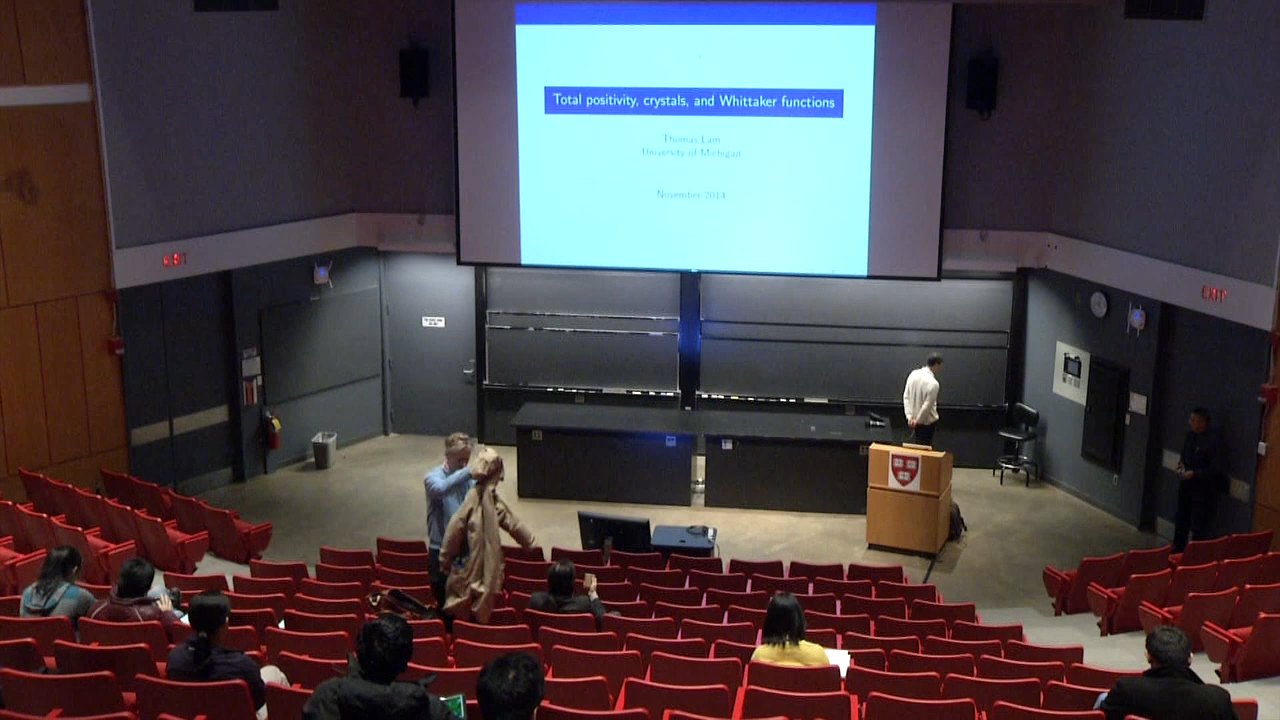 Total positivity, crystals, and Whittaker functions
Thomas Lam
University of Michigan
November 2014
EXIT
EXIT